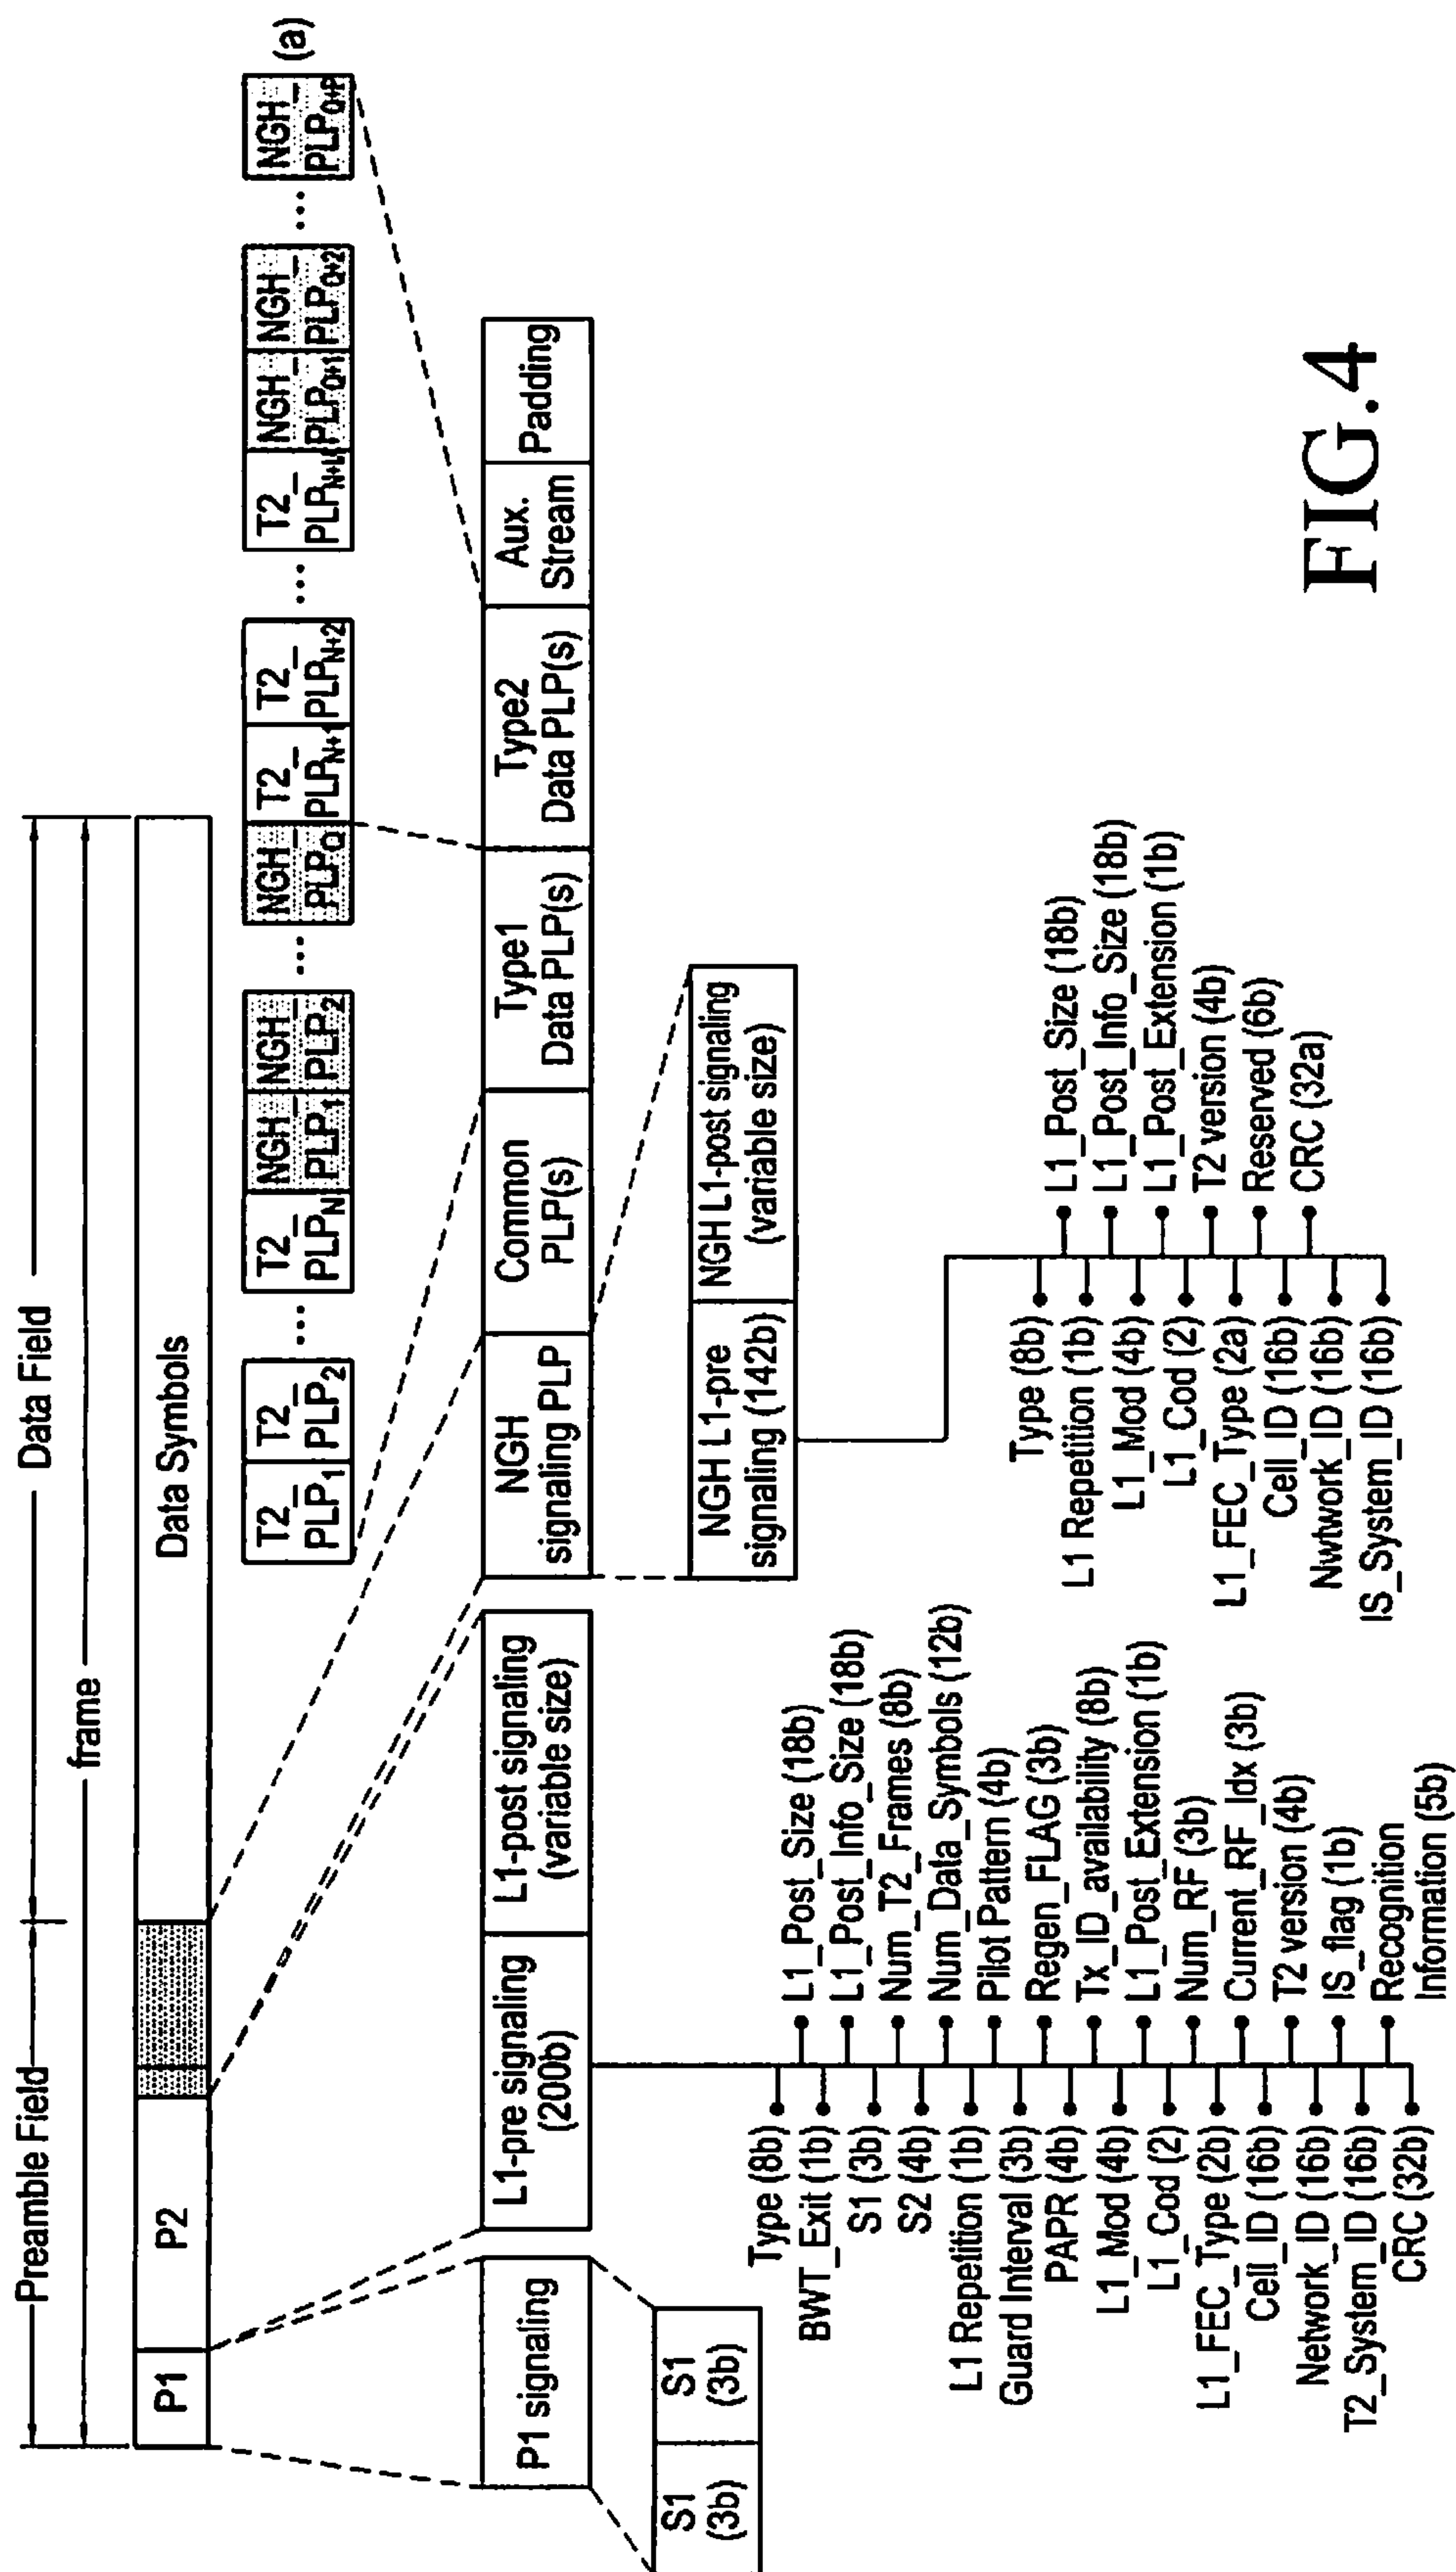 Preamble Field
Data Field
frame
P1
P2
Data Symbols
T2_
PLP1
T2_
PLP2
...
T2_
PLPN
NGH_
PLP1
NGH_
PLP2
...
NGH_
PLPQ
T2_
PLPN+1
T2_
PLPN+2
...
T2_
PLPN+L
NGH_
PLPQ+1
NGH_
PLPQ+2
...
NGH_
PLPQ+P
(a)
P1 signaling
L1-pre signaling
(200b)
L1-post signaling
(variable size)
NGH
signaling PLP
Common
PLP(s)
Type1
Data PLP(s)
Type2
Data PLP(s)
Aux.
Stream
Padding
S1
(3b)
S1
(3b)
NGH L1-pre
signaling (142b)
NGH L1-post signaling
(variable size)
Type (8b)
L1_Post_Size (18b)
BWT_Exit (1b)
L1_Post_Info_Size (18b)
S1 (3b)
Num_T2_Frames (8b)
S2 (4b)
Num_Data_Symbols (12b)
L1 Repetition (1b)
Pilot Pattern (4b)
Guard Interval (3b)
Regen_FLAG (3b)
PAPR (4b)
Tx_ID_availability (8b)
L1_Mod (4b)
L1_Post_Extension (1b)
L1_Cod (2)
Num_RF (3b)
L1_FEC_Type (2b)
Current_RF_Idx (3b)
Cell_ID (16b)
T2 version (4b)
Network_ID (16b)
IS_flag (1b)
T2_System_ID (16b)
Recognition
Information (5b)
CRC (32b)
Type (8b)
L1_Post_Size (18b)
L1 Repetition (1b)
L1_Post_Info_Size (18b)
L1_Mod (4b)
L1_Post_Extension (1b)
L1_Cod (2)
T2 version (4b)
L1_FEC_Type (2a)
Reserved (6b)
Cell_ID (16b)
CRC (32a)
Nwtwork_ID (16b)
IS_System_ID (16b)
FIG.4